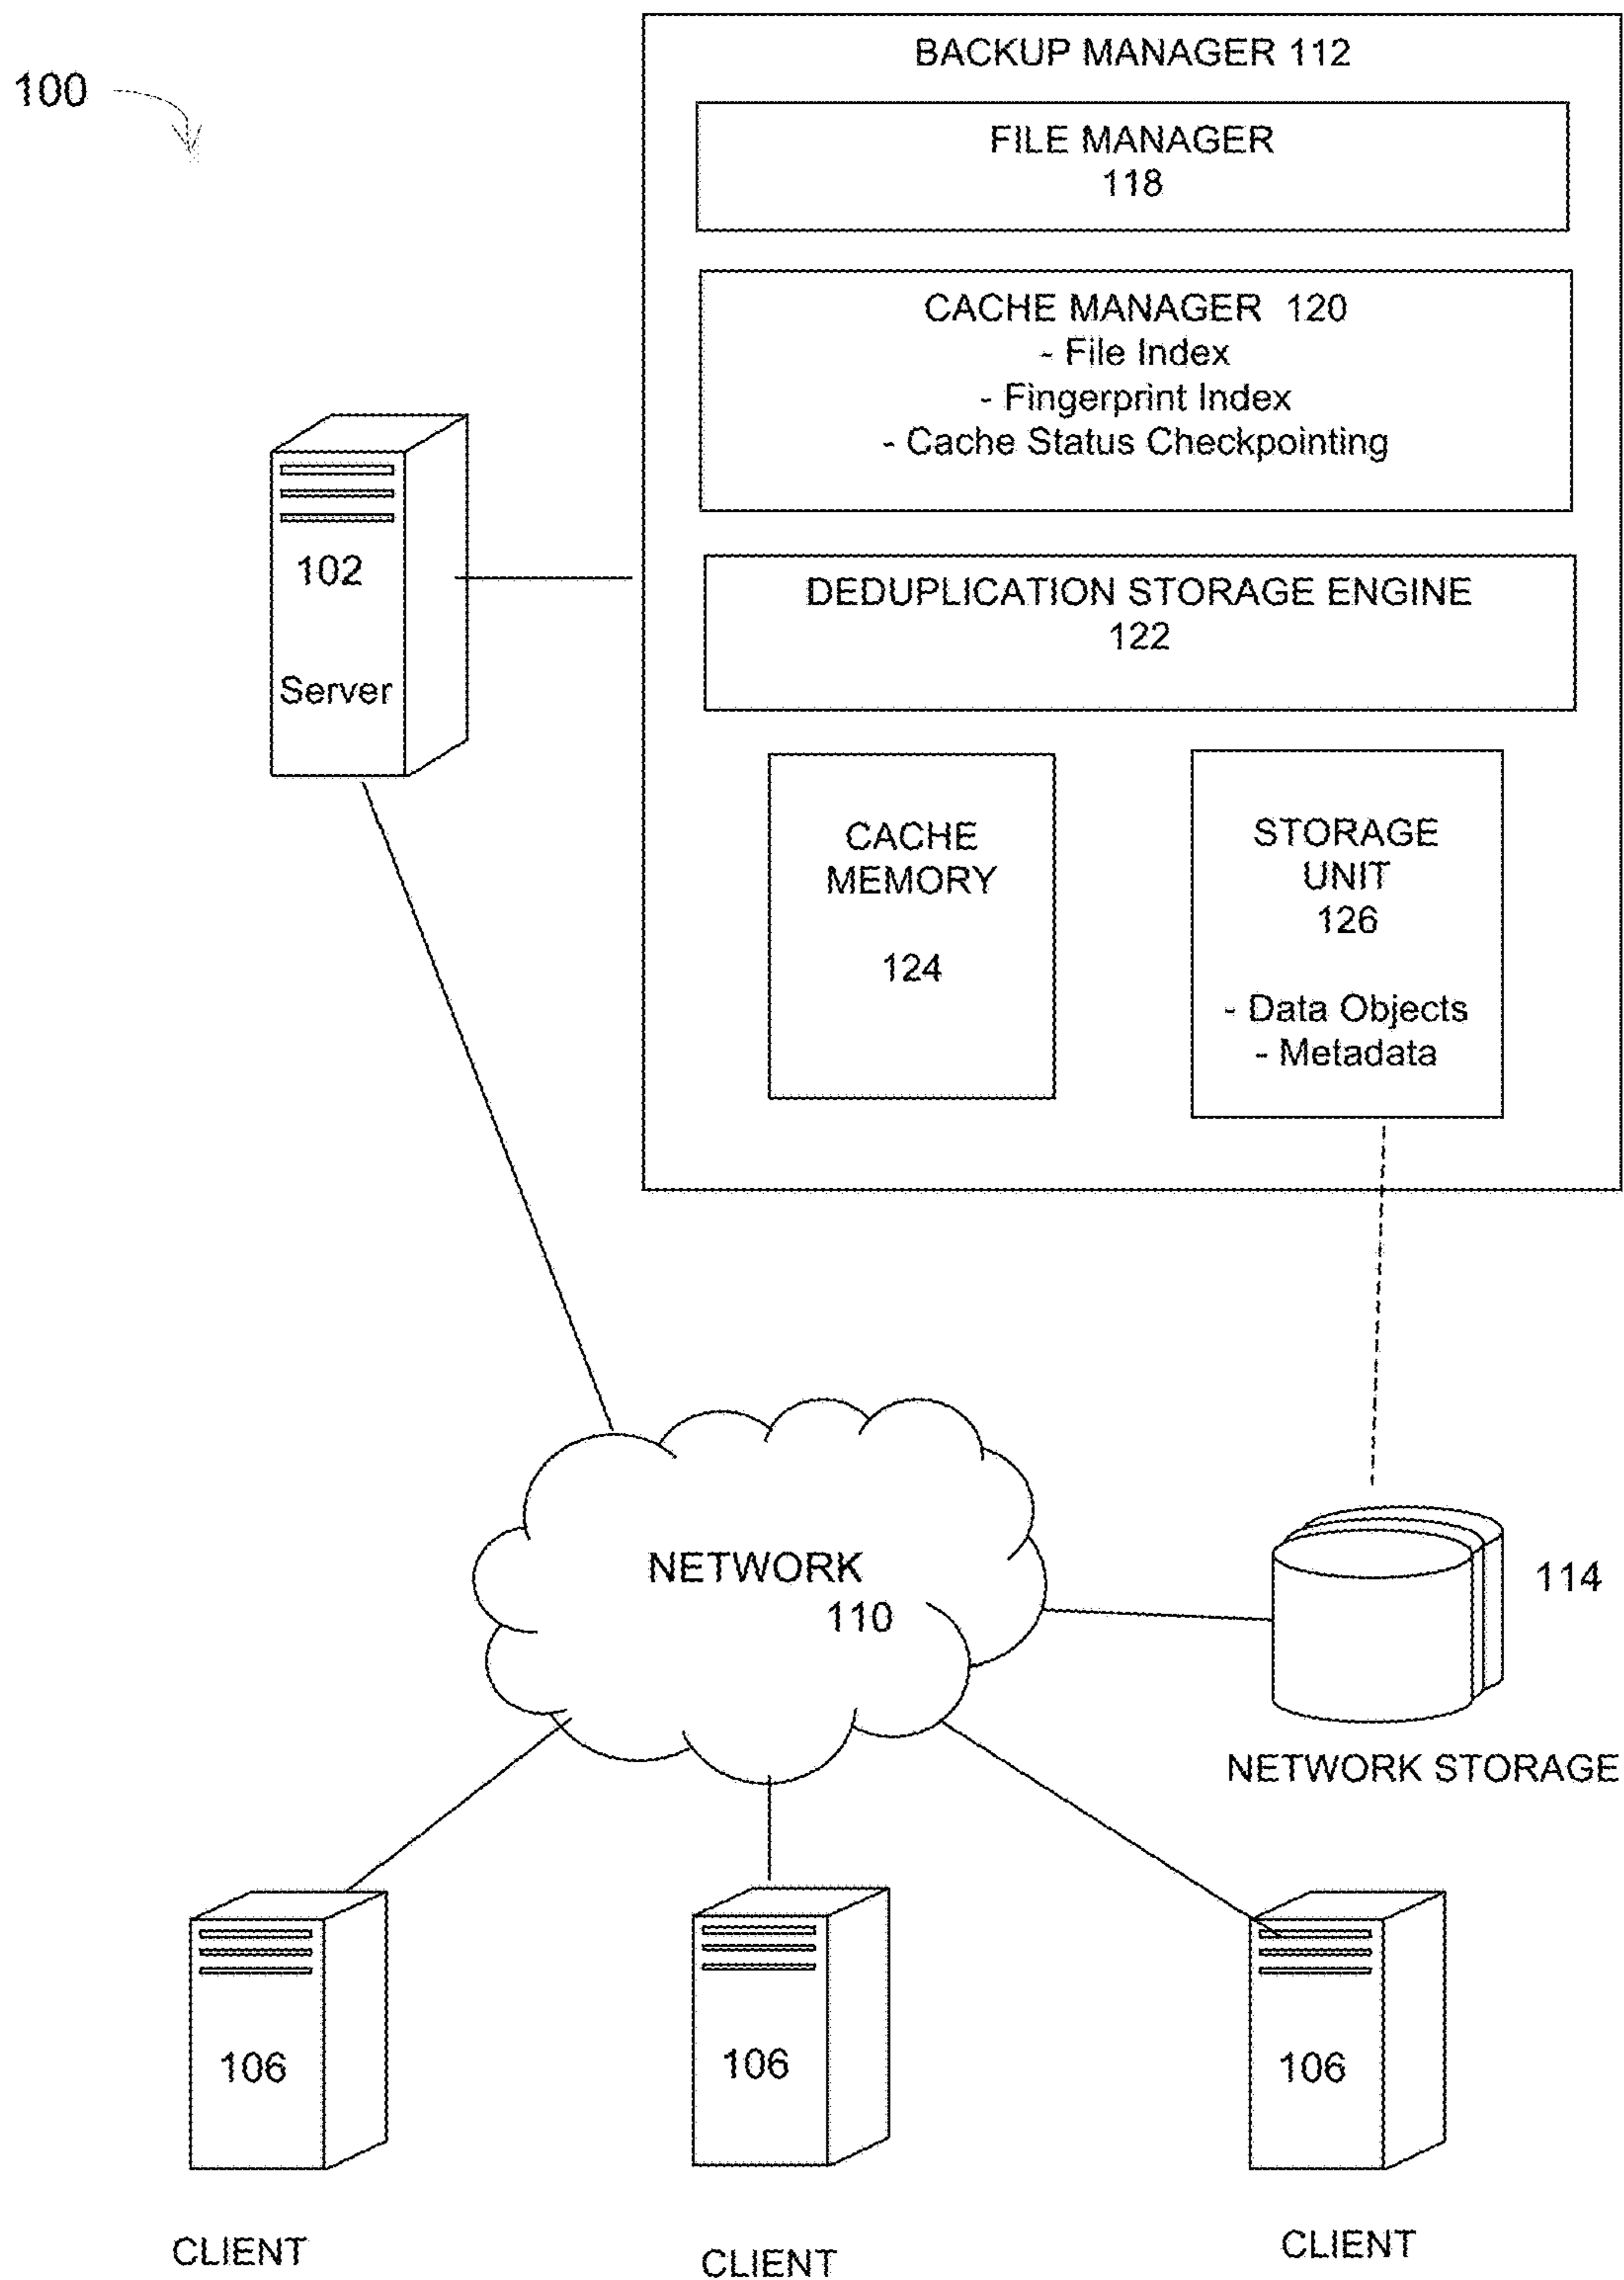 100
BACKUP MANAGER 112
FILE MANAGER
118
CACHE MANAGER 120
- File Index
- Fingerprint Index
- Cache Status Checkpointing
DEDUPLICATION STORAGE ENGINE
122
102
Server
CACHE
MEMORY
124
STORAGE
UNIT
126
- Data Objects
- Metadata
NETWORK
110
114
NETWORK STORAGE
106
106
106
CLIENT
CLIENT
CLIENT